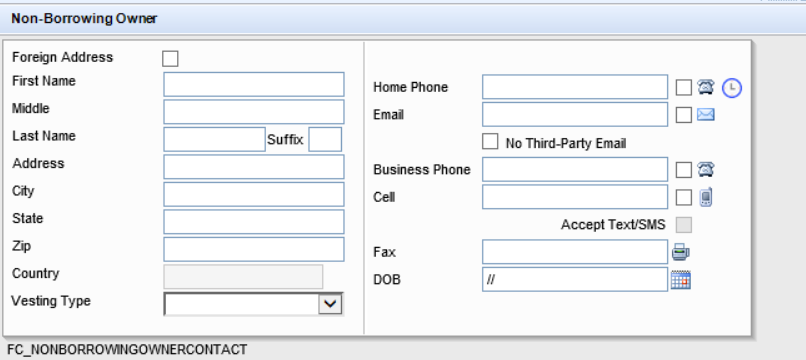 Non-Borrowing Owner
Foreign Address
First Name
Middle
Last Name Suffix
Address
City
State
Zip
Country
Vesting Type
Home Phone
Email
No Third-Party Email
Business Phone
Cell
Accept Text/SMS
Fax
DOB //
FC_NONBORROWINGOWNERCONTACT